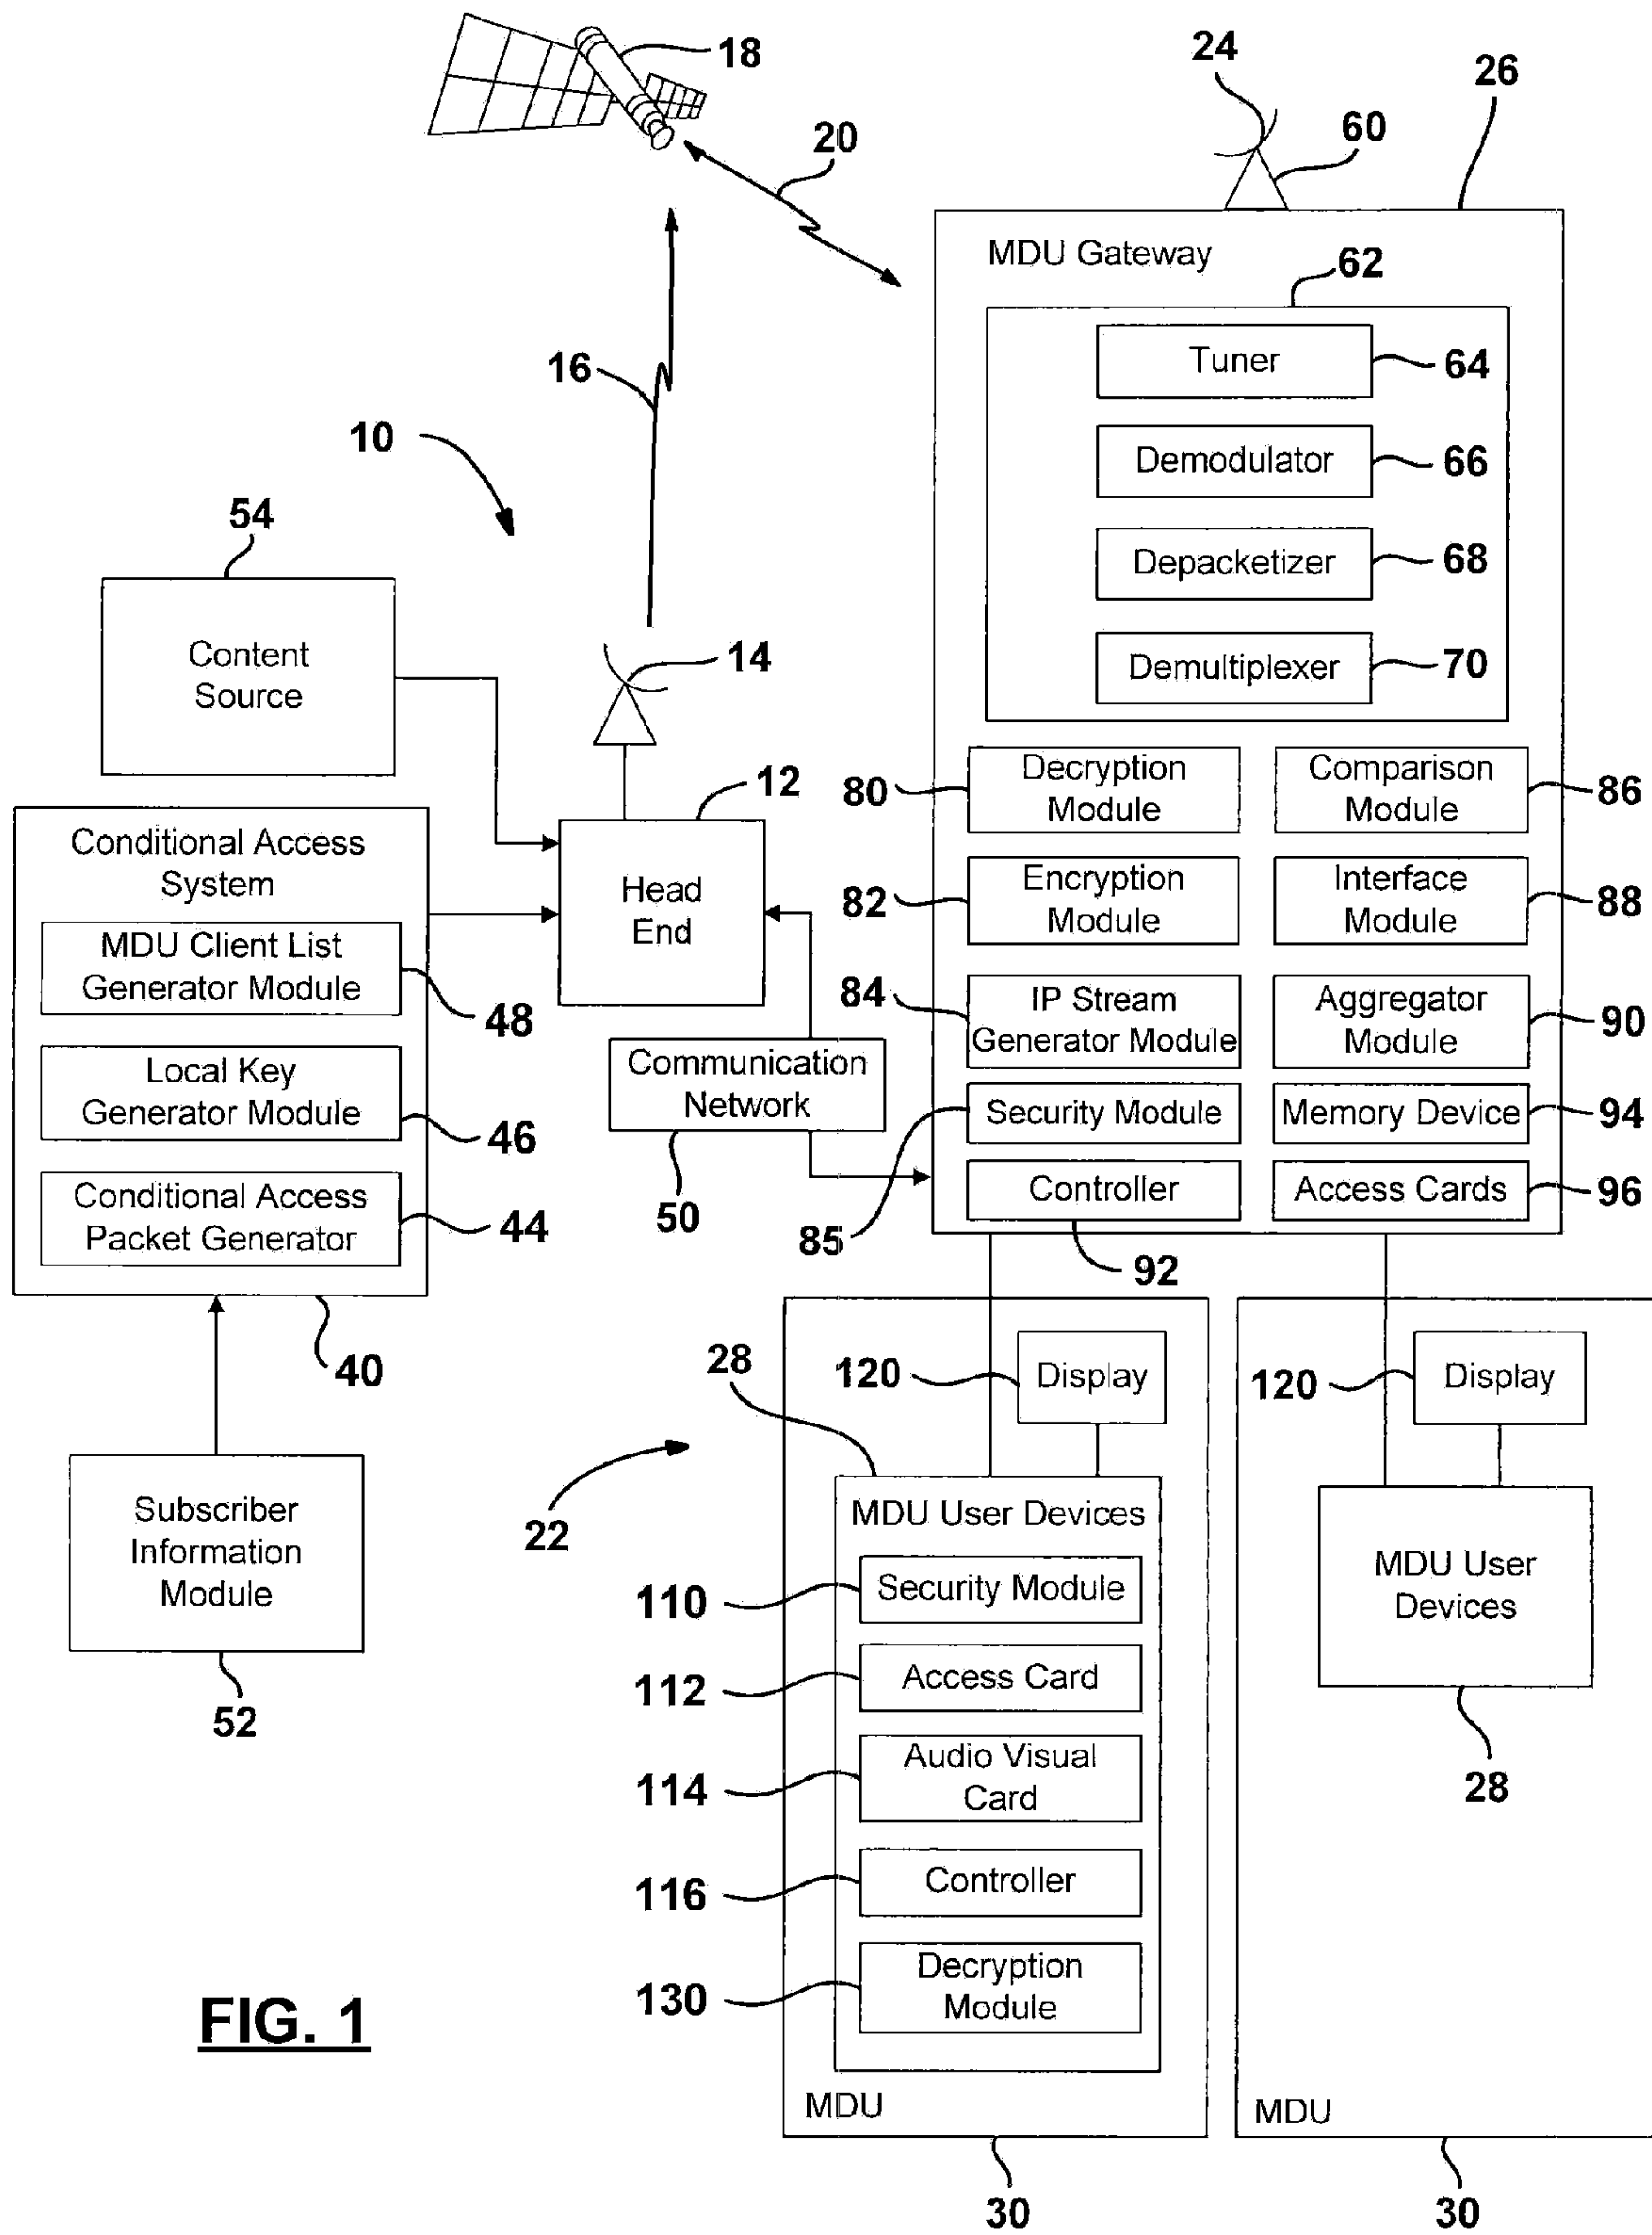 18
24
26
60
20
MDU Gateway
62
Tuner
64
16
10
Demodulator
66
54
Depacketizer
68
Content
Source
14
Demultiplexer
70
12
80
Decryption
Module
Comparison
Module
86
Conditional Access
System
Head
End
82
Encryption
Module
Interface
Module
88
MDU Client List
Generator Module
48
84
IP Stream
Generator Module
Aggregator
Module
90
Local Key
Generator Module
46
Communication
Network
Security Module
Memory Device
94
Conditional Access
Packet Generator
44
50
85
Controller
Access Cards
96
92
40
28
120
Display
120
Display
22
Subscriber
Information
Module
52
MDU User Devices
110
Security Module
112
Access Card
114
Audio Visual
Card
116
Controller
130
Decryption
Module
MDU User
Devices
28
FIG. 1
MDU
MDU
30
30